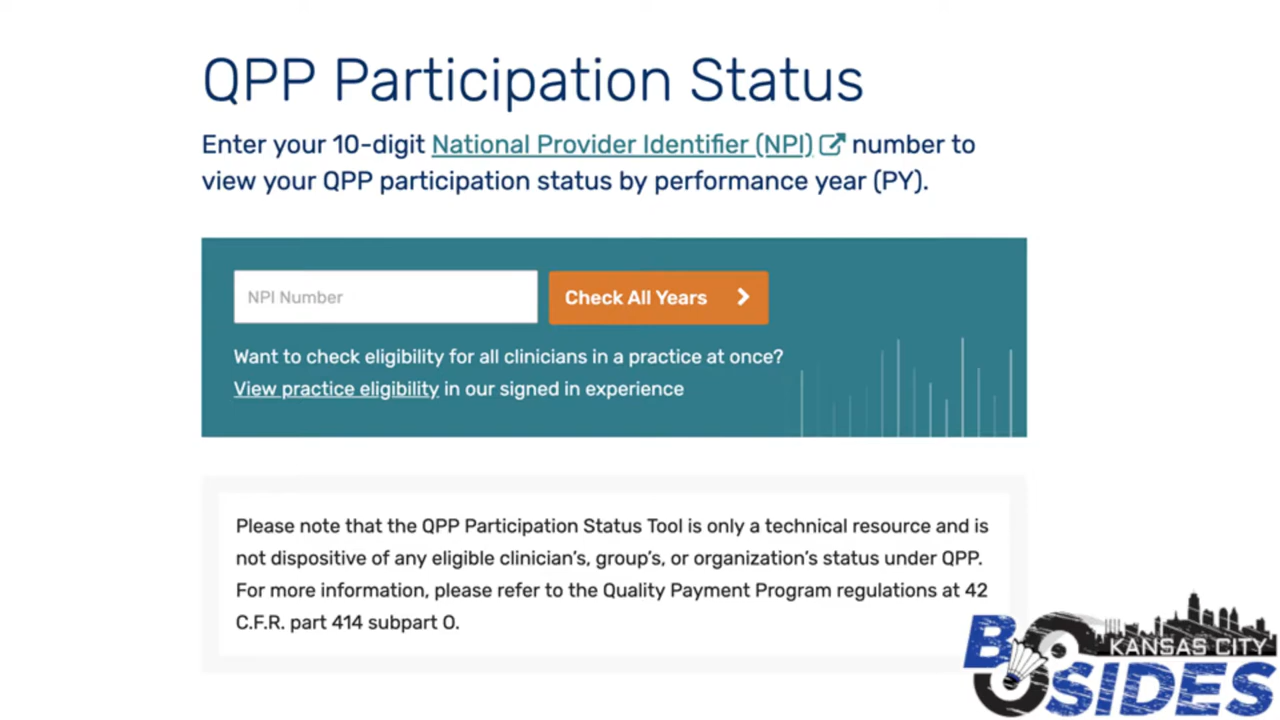 QPP Participation Status
Enter your 10-digit National Provider Identifier (NPI) number to
view your QPP participation status by performance year (PY).
NPI Number
Check All Years
Want to check eligibility for all clinicians in a practice at once?
View practice eligibility in our signed in experience
Please note that the QPP Participation Status Tool is only a technical resource and is
not dispositive of any eligible clinician's, group's, or organization's status under QPP.
For more information, please refer to the Quality Payment Program regulations at 42
C.F.R. part 414 subpart O.
KANSAS CITY
BSIDES